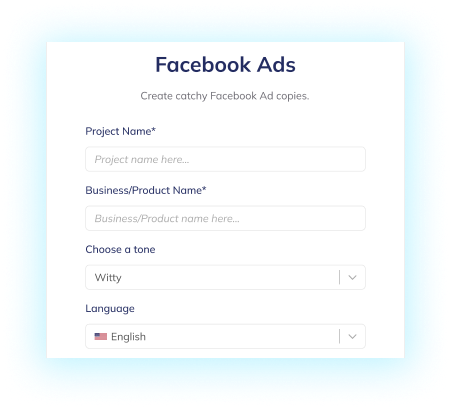 Facebook Ads
Create catchy Facebook Ad copies.
Project Name*
Project name here...
Business/Product Name*
Business/Product name here...
Choose a tone
Witty
Language
English